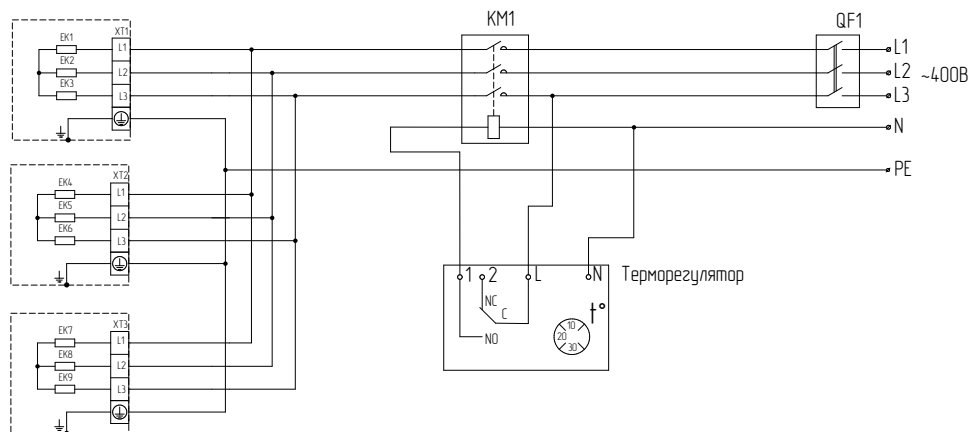 KM1
QF1
EK1
XT1
L1
EK2
L2
EK3
L3
L1
L2
~400В
L3
N
PE
XT2
EK4
L1
EK5
L2
EK6
L3
1
2
L
N
Терморегулятор
NC
C
NO
t°
10
20
30
XT3
EK7
L1
EK8
L2
EK9
L3